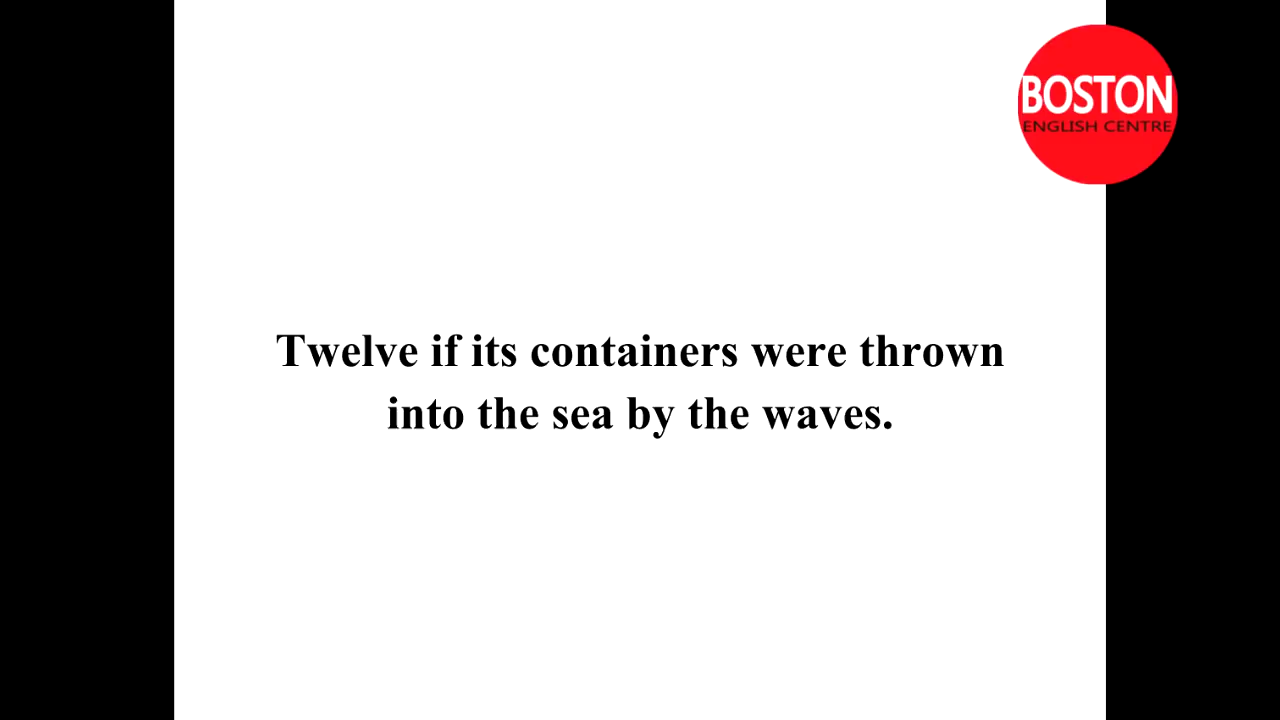 BOSTON
ENGLISH CENTRE
Twelve if its containers were thrown
into the sea by the waves.